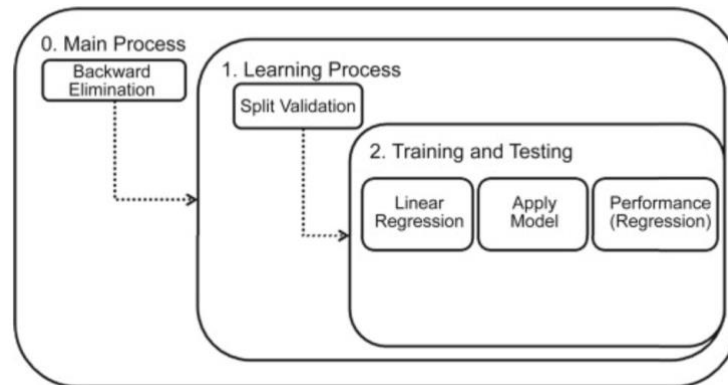 0. Main Process
Backward
Elimination
1. Learning Process
Split Validation
2. Training and Testing
Linear
Regression
Apply
Model
Performance
(Regression)